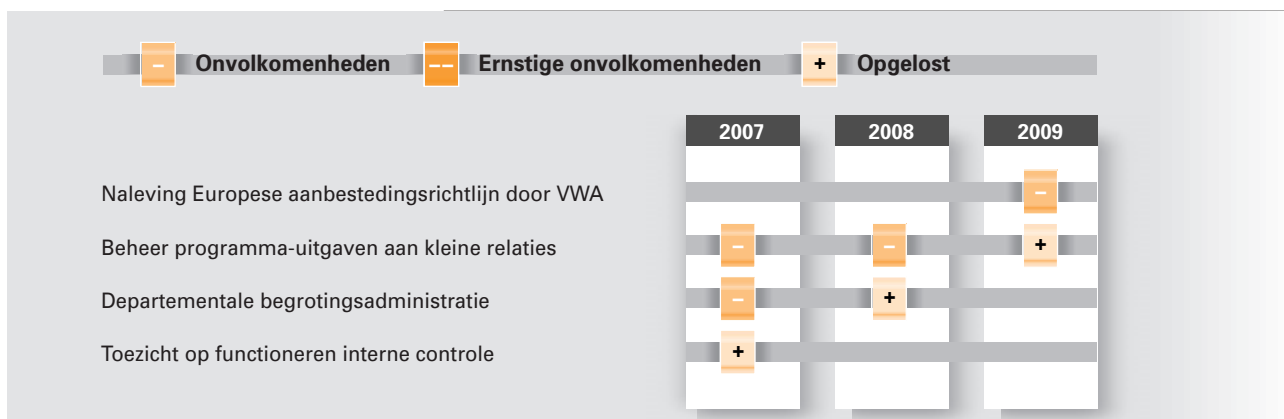 – Onvolkomenheden –– Ernstige onvolkomenheden + Opgelost
2007 2008 2009
Naleving Europese aanbestedingsrichtlijn door VWA –
Beheer programma-uitgaven aan kleine relaties – – +
Departementale begrotingsadministratie – +
Toezicht op functioneren interne controle +